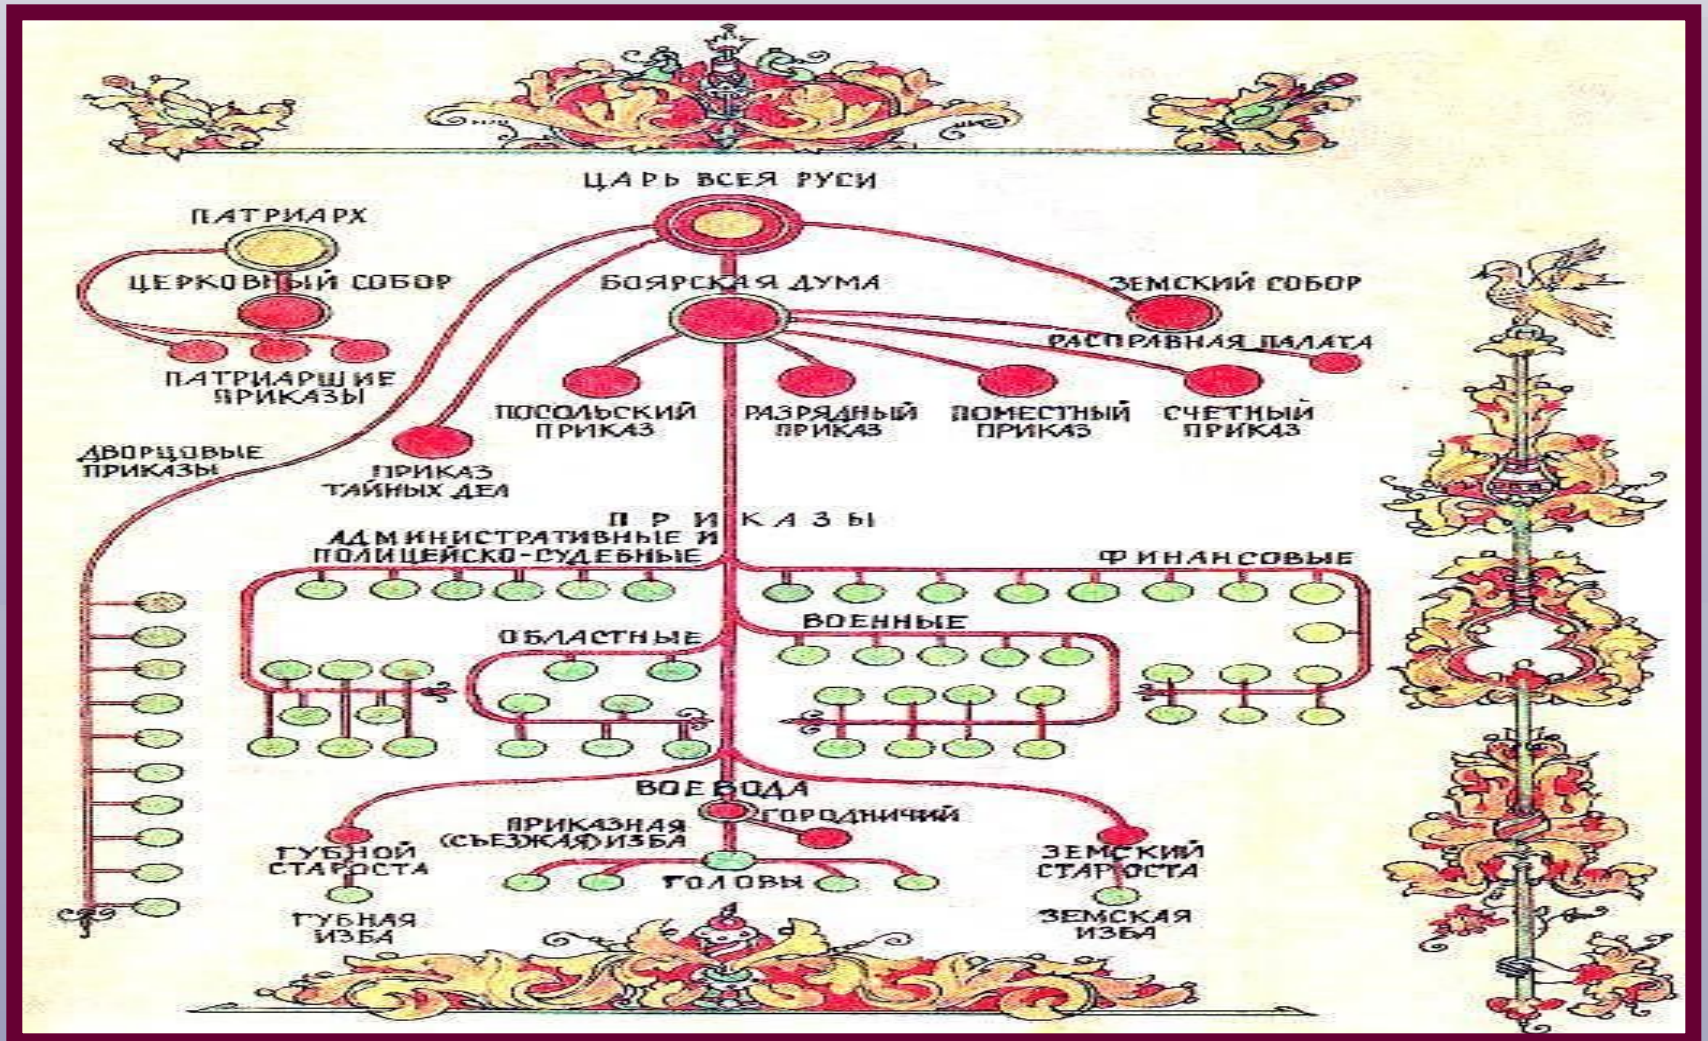 ЦАРЬ ВСЕЯ РУСИ
ПАТРИАРХ
ЦЕРКОВНЫЙ СОБОР
БОЯРСКАЯ ДУМА
ЗЕМСКИЙ СОБОР
РАСПРАВНАЯ ПАЛАТА
ПАТРИАРШИЕ
ПРИКАЗЫ
ПОСОЛЬСКИЙ
ПРИКАЗ
РАЗРЯДНЫЙ
ПРИКАЗ
ПОМЕСТНЫЙ
ПРИКАЗ
СЧЕТНЫЙ
ПРИКАЗ
ДВОРЦОВЫЕ
ПРИКАЗЫ
ПРИКАЗ
ТАЙНЫХ ДЕЛ
ПРИКАЗЫ
АДМИНИСТРАТИВНЫЕ И
ПОЛИЦЕЙСКО-СУДЕБНЫЕ
ФИНАНСОВЫЕ
ОБЛАСТНЫЕ
ВОЕННЫЕ
ВОЕВОДА
ГОРОДНИЧИЙ
ПРИКАЗНАЯ
(СЪЕЗЖАЯ) ИЗБА
ГУБНОЙ
СТАРОСТА
ГОЛОВЫ
ЗЕМСКИЙ
СТАРОСТА
ГУБНАЯ
ИЗБА
ЗЕМСКАЯ
ИЗБА